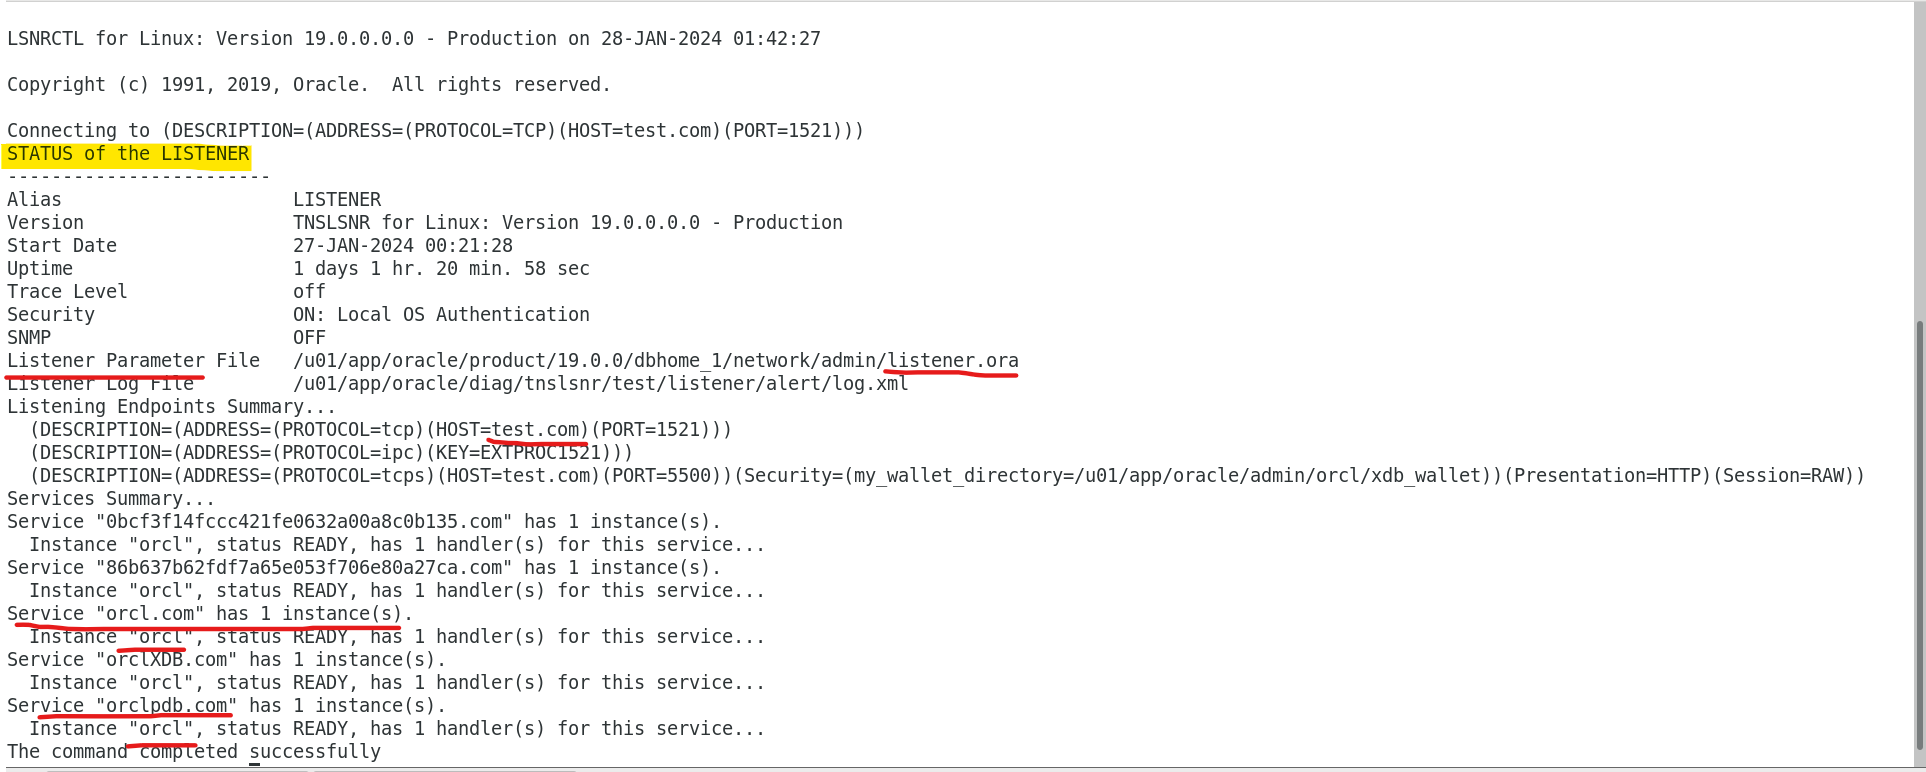 LSNRCTL for Linux: Version 19.0.0.0.0 - Production on 28-JAN-2024 01:42:27
Copyright (c) 1991, 2019, Oracle.  All rights reserved.
Connecting to (DESCRIPTION=(ADDRESS=(PROTOCOL=TCP)(HOST=test.com)(PORT=1521)))
STATUS of the LISTENER
------------------------
Alias                     LISTENER
Version                   TNSLSNR for Linux: Version 19.0.0.0.0 - Production
Start Date                27-JAN-2024 00:21:28
Uptime                    1 days 1 hr. 20 min. 58 sec
Trace Level               off
Security                  ON: Local OS Authentication
SNMP                      OFF
Listener Parameter File   /u01/app/oracle/product/19.0.0/dbhome_1/network/admin/listener.ora
Listener Log File         /u01/app/oracle/diag/tnslsnr/test/listener/alert/log.xml
Listening Endpoints Summary...
  (DESCRIPTION=(ADDRESS=(PROTOCOL=tcp)(HOST=test.com)(PORT=1521)))
  (DESCRIPTION=(ADDRESS=(PROTOCOL=ipc)(KEY=EXTPROC1521)))
  (DESCRIPTION=(ADDRESS=(PROTOCOL=tcps)(HOST=test.com)(PORT=5500))(Security=(my_wallet_directory=/u01/app/oracle/admin/orcl/xdb_wallet))(Presentation=HTTP)(Session=RAW))
Services Summary...
Service "0bcf3f14fccc421fe0632a00a8c0b135.com" has 1 instance(s).
  Instance "orcl", status READY, has 1 handler(s) for this service...
Service "86b637b62fdf7a65e053f706e80a27ca.com" has 1 instance(s).
  Instance "orcl", status READY, has 1 handler(s) for this service...
Service "orcl.com" has 1 instance(s).
  Instance "orcl", status READY, has 1 handler(s) for this service...
Service "orclXDB.com" has 1 instance(s).
  Instance "orcl", status READY, has 1 handler(s) for this service...
Service "orclpdb.com" has 1 instance(s).
  Instance "orcl", status READY, has 1 handler(s) for this service...
The command completed successfully